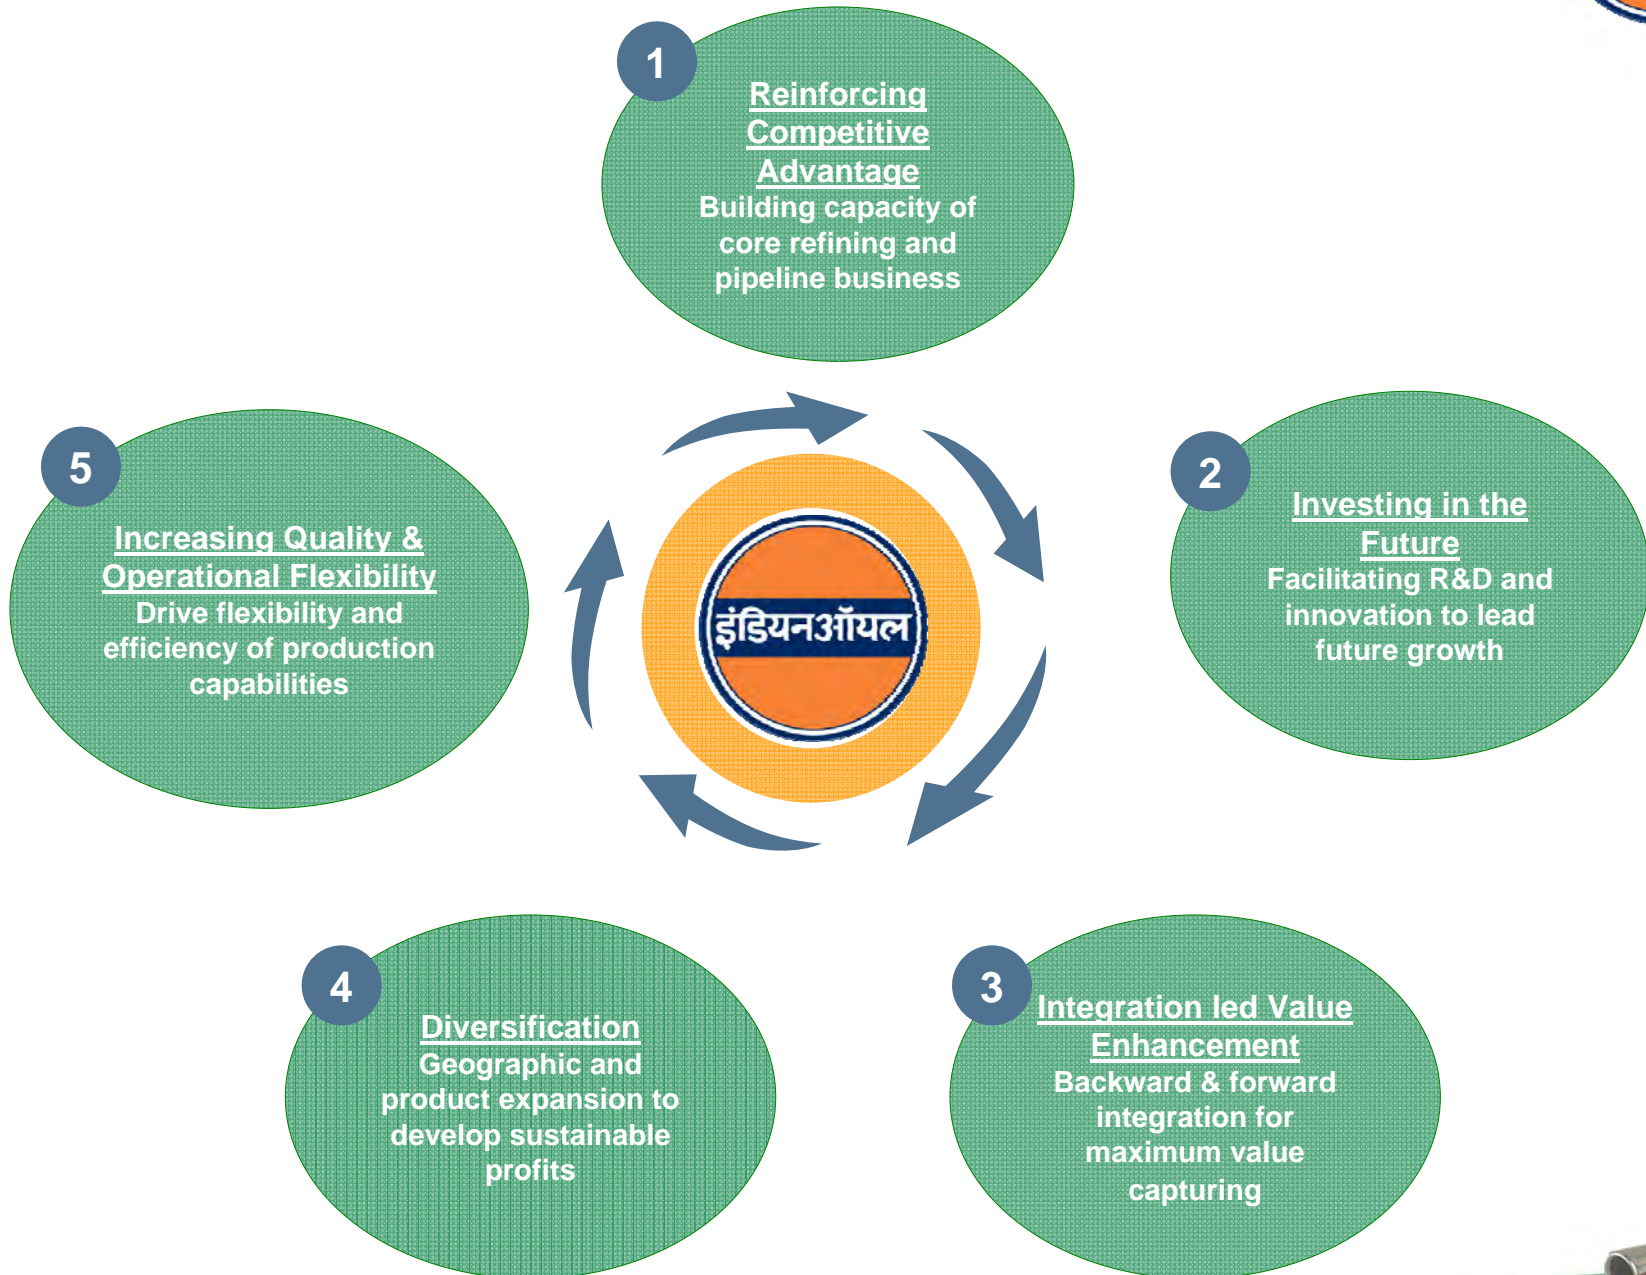 1
Reinforcing
Competitive
Advantage
Building capacity of
core refining and
pipeline business
2
Investing in the
Future
Facilitating R&D and
innovation to lead
future growth
3
Integration led Value
Enhancement
Backward & forward
integration for
maximum value
capturing
4
Diversification
Geographic and
product expansion to
develop sustainable
profits
5
Increasing Quality &
Operational Flexibility
Drive flexibility and
efficiency of production
capabilities
इंडियनऑयल